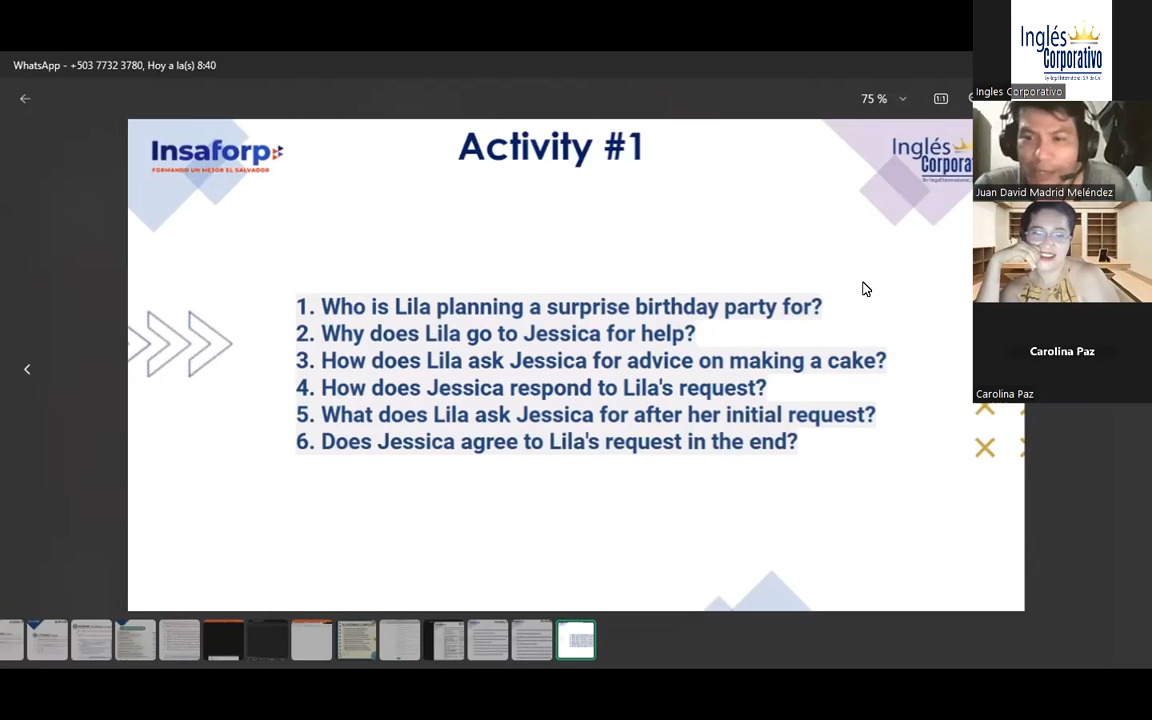 WhatsApp - +503 7732 3780, Hoy a la(s) 8:40
75 %
1:1
Insaforp
FORMANDO UN MEJOR EL SALVADOR
Activity #1
Inglés
1. Who is Lila planning a surprise birthday party for?
2. Why does Lila go to Jessica for help?
3. How does Lila ask Jessica for advice on making a cake?
4. How does Jessica respond to Lila's request?
5. What does Lila ask Jessica for after her initial request?
6. Does Jessica agree to Lila's request in the end?
Inglés
Corporativo
Ingles Corporativo
Juan David Madrid Meléndez
Carolina Paz
Carolina Paz